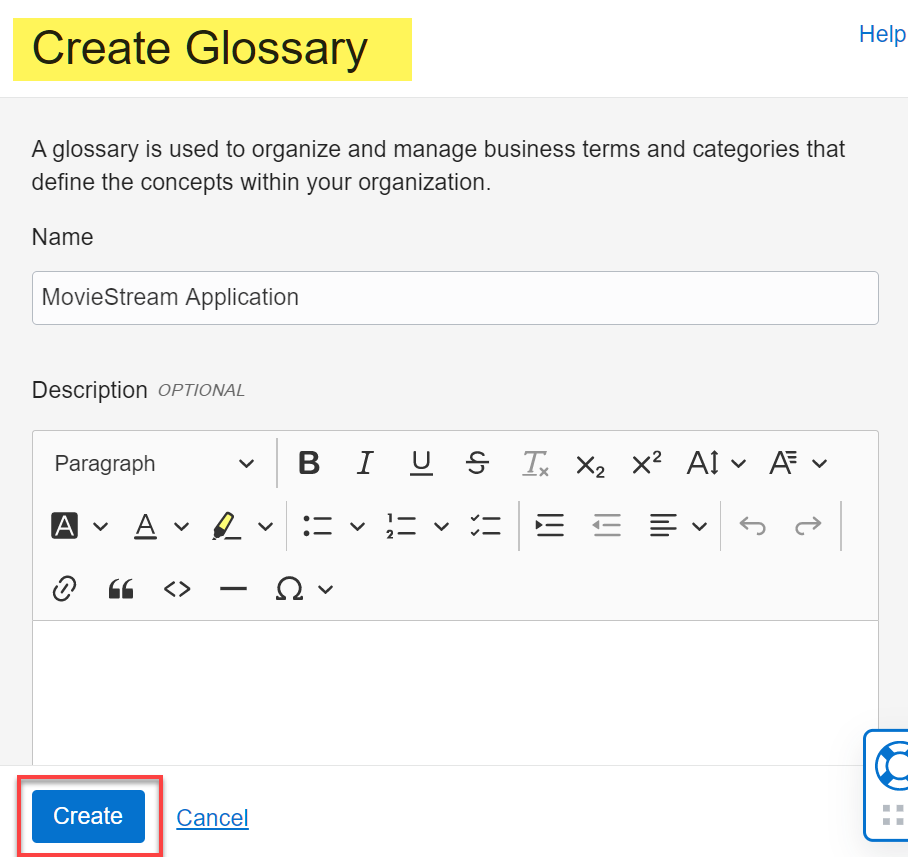 Create Glossary
Help
A glossary is used to organize and manage business terms and categories that
define the concepts within your organization.
Name
MovieStream Application
Description OPTIONAL
Paragraph
Create
Cancel